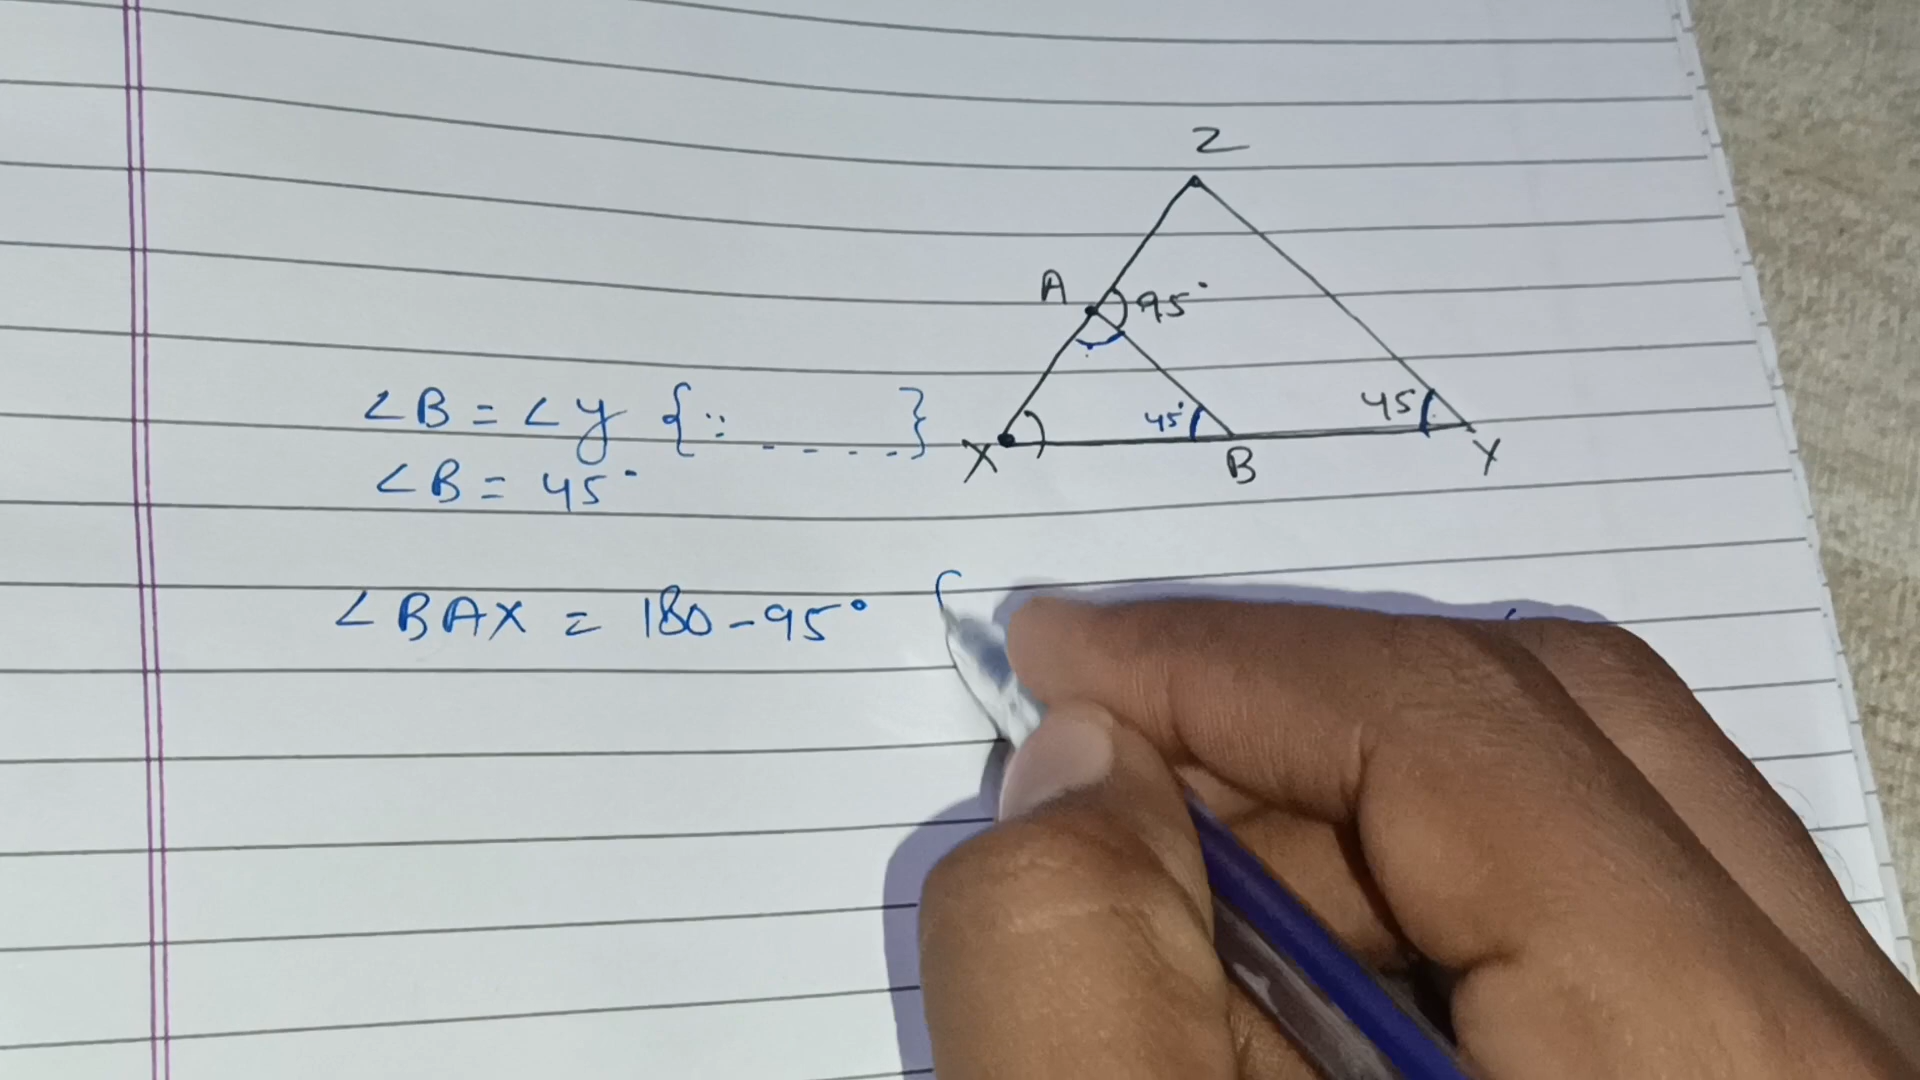 Z
A 95°
∠B = ∠y {∵ - - - -}
45° 45
X B Y
∠B = 45°
∠BAX = 180 - 95° {